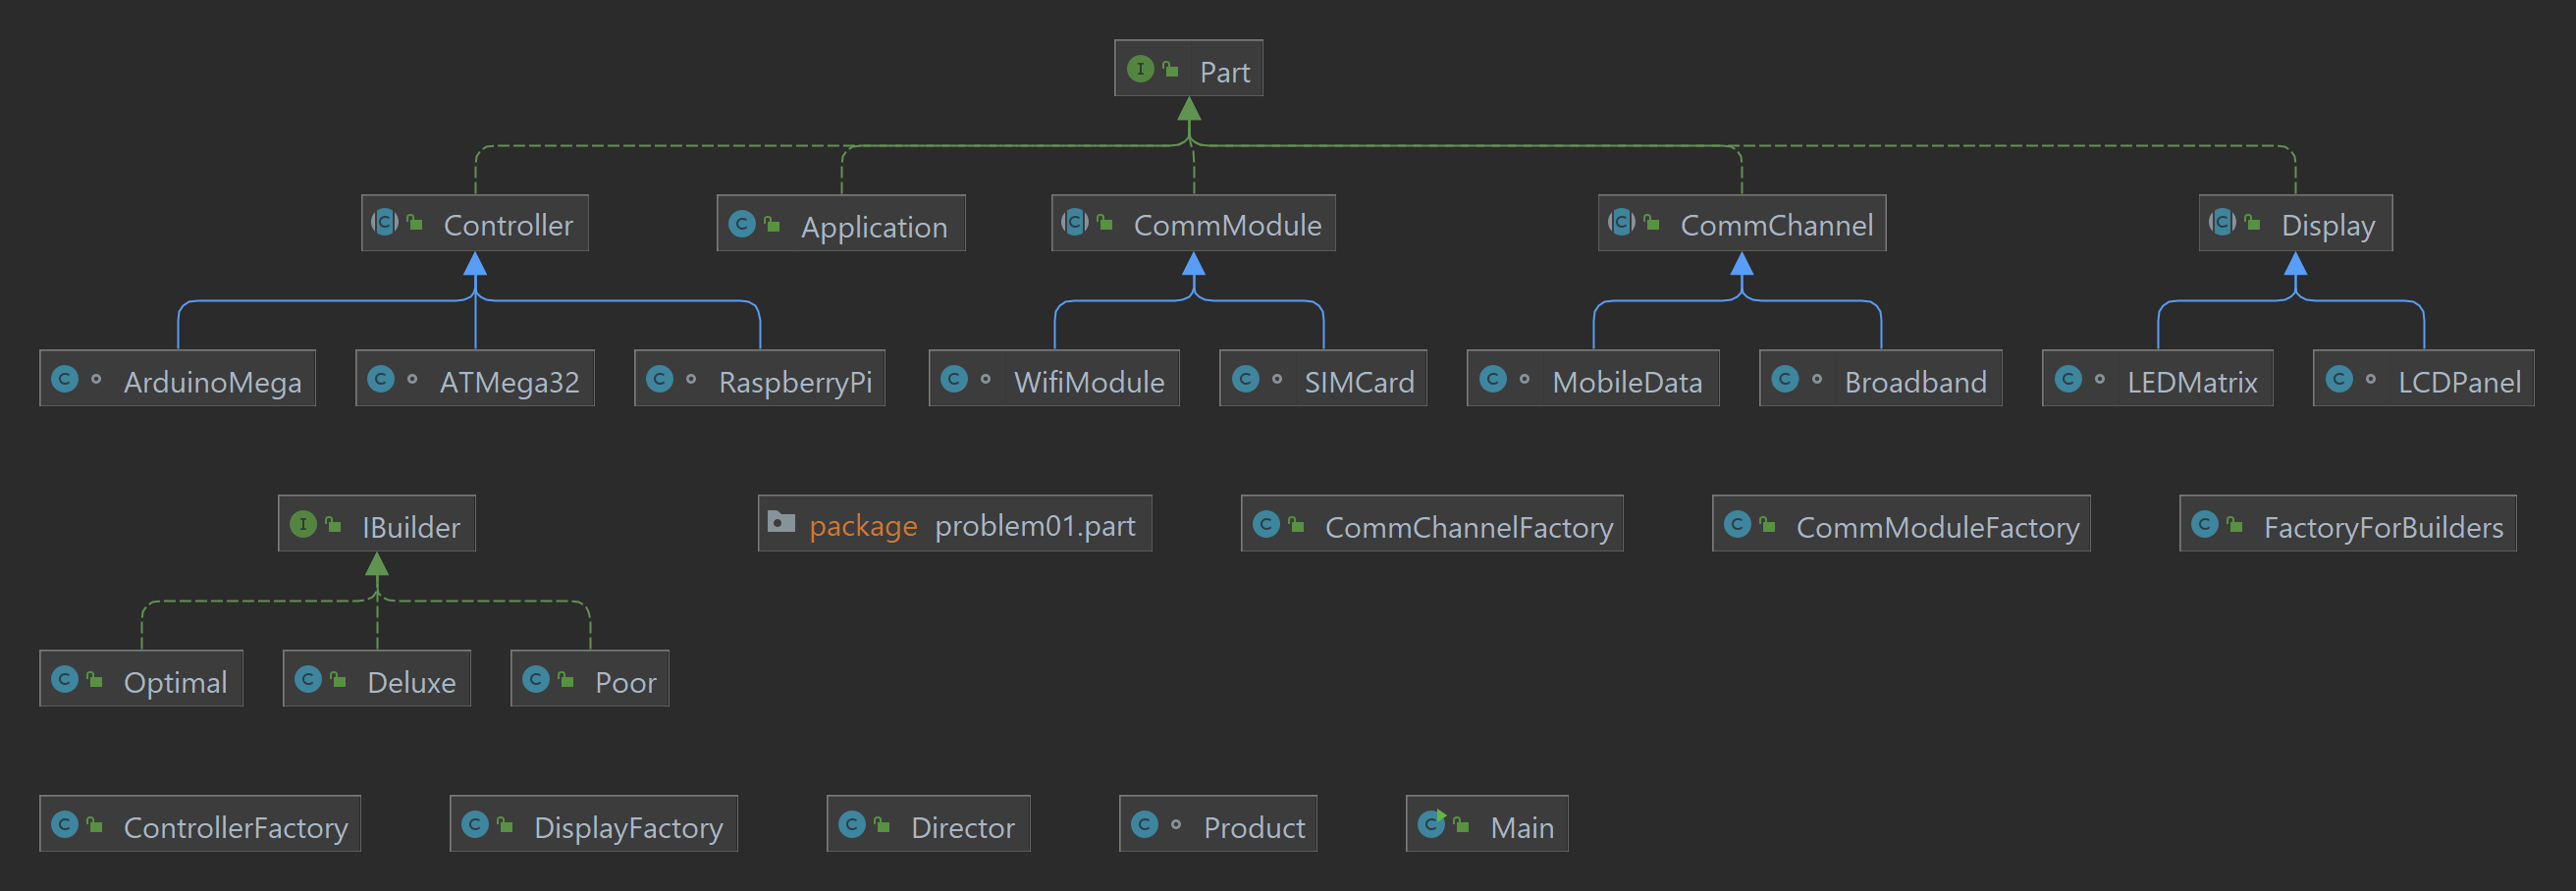 Part
Controller
Application
CommModule
CommChannel
Display
ArduinoMega
ATMega32
RaspberryPi
WifiModule
SIMCard
MobileData
Broadband
LEDMatrix
LCDPanel
IBuilder
package problem01.part
CommChannelFactory
CommModuleFactory
FactoryForBuilders
Optimal
Deluxe
Poor
ControllerFactory
DisplayFactory
Director
Product
Main